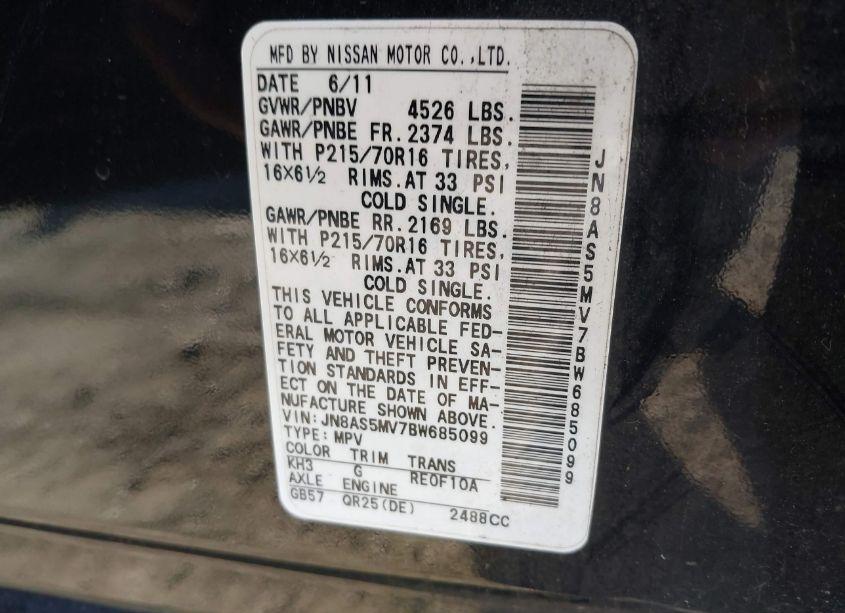 MFD BY NISSAN MOTOR CO.,LTD.
DATE 6/11
GVWR/PNBV 4526 LBS.
GAWR/PNBE FR.2374 LBS.
WITH P215/70R16 TIRES,
16X6½ RIMS.AT 33 PSI
COLD SINGLE.
GAWR/PNBE RR.2169 LBS.
WITH P215/70R16 TIRES,
16X6½ RIMS.AT 33 PSI
COLD SINGLE.
THIS VEHICLE CONFORMS
TO ALL APPLICABLE FED-
ERAL MOTOR VEHICLE SA-
FETY AND THEFT PREVEN-
TION STANDARDS IN EFF-
ECT ON THE DATE OF MA-
NUFACTURE SHOWN ABOVE.
VIN:JN8AS5MV7BW685099
TYPE:MPV
COLOR TRIM TRANS
KH3 G RE0F10A
AXLE ENGINE
GB57 QR25(DE) 2488CC
JN8AS5MV7BW685099